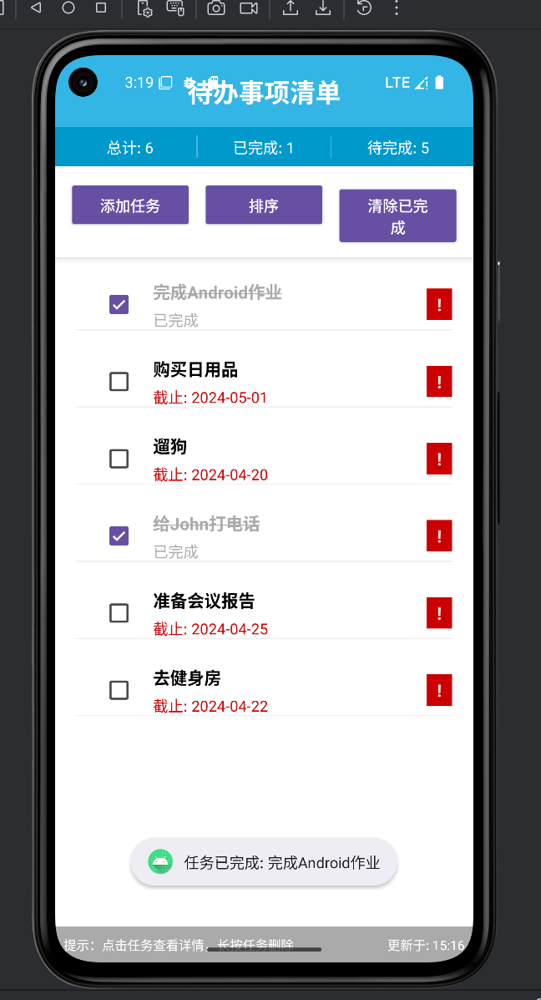 3:19
LTE
待办事项清单
总计: 6
已完成: 1
待完成: 5
添加任务
排序
清除已完
成
完成Android作业
已完成
!
购买日用品
截止: 2024-05-01
!
遛狗
截止: 2024-04-20
!
给John打电话
已完成
!
准备会议报告
截止: 2024-04-25
!
去健身房
截止: 2024-04-22
!
任务已完成: 完成Android作业
提示：点击任务查看详情，长按任务删除
更新于: 15:16